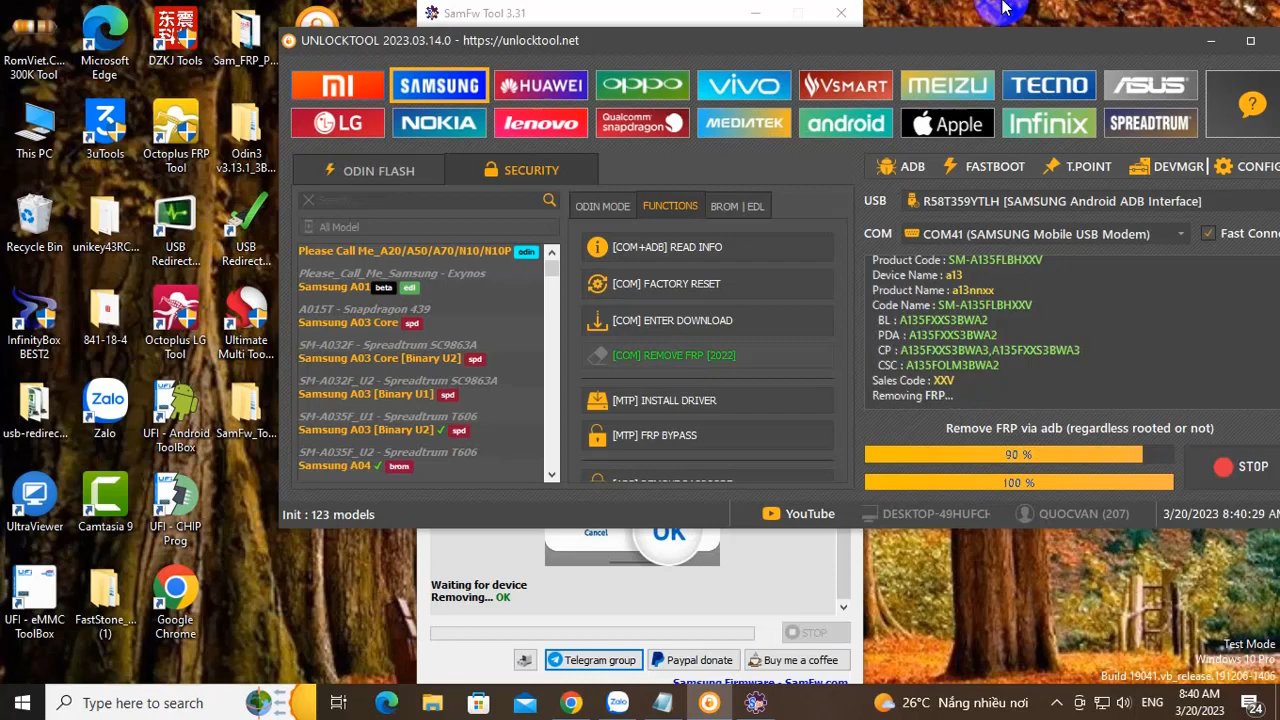 SamFw Tool 3.31
UNLOCKTOOL 2023.03.14.0 - https://unlocktool.net
RomViet.C...
300K Tool
Microsoft
Edge
东震
科
DZKJ Tools
Sam_FRP_P...
This PC
3uTools
Octoplus FRP
Tool
Odin3
v3.13.1_3B...
Recycle Bin
unikey43RC...
USB
Redirect...
USB
Redirect...
InfinityBox
BEST2
841-18-4
Octoplus LG
Tool
Ultimate
Multi Too...
usb-redirec...
Zalo
Zalo
UFI - Android
ToolBox
SamFw_To...
UltraViewer
Camtasia 9
UFI - CHIP
Prog
UFI
UFI - eMMC
ToolBox
FastStone_...
(1)
Google
Chrome
MI
SAMSUNG
HUAWEI
OPPO
vivo
VSMART
MEIZU
TECNO
ASUS
LG
NOKIA
lenovo
Qualcomm
snapdragon
MEDIATEK
android
Apple
Infinix
SPREADTRUM
ODIN FLASH
SECURITY
ADB
FASTBOOT
T.POINT
DEVMGR
CONFIG
All Model
ODIN MODE
FUNCTIONS
BROM | EDL
USB
R58T359YTLH [SAMSUNG Android ADB Interface]
COM
COM41 (SAMSUNG Mobile USB Modem)
Fast Conne
Please Call Me_A20/A50/A70/N10/N10P odin
Please_Call_Me_Samsung - Exynos
Samsung A01 beta edl
A015T - Snapdragon 439
Samsung A03 Core spd
SM-A032F - Spreadtrum SC9863A
Samsung A03 Core [Binary U2] spd
SM-A032F_U2 - Spreadtrum SC9863A
Samsung A03 [Binary U1] spd
SM-A035F_U1 - Spreadtrum T606
Samsung A03 [Binary U2] ✓ spd
SM-A035F_U2 - Spreadtrum T606
Samsung A04 ✓ brom
[COM+ADB] READ INFO
[COM] FACTORY RESET
[COM] ENTER DOWNLOAD
[COM] REMOVE FRP [2022]
[MTP] INSTALL DRIVER
[MTP] FRP BYPASS
Product Code : SM-A135FLBHXXV
Device Name : a13
Product Name : a13nnxx
Code Name : SM-A135FLBHXXV
BL : A135FXXS3BWA2
PDA : A135FXXS3BWA2
CP : A135FXXS3BWA3,A135FXXS3BWA3
CSC : A135FOLM3BWA2
Sales Code : XXV
Removing FRP...
Remove FRP via adb (regardless rooted or not)
90 %
100 %
STOP
Init : 123 models
YouTube
DESKTOP-49HUFCH
QUOCVAN (207)
3/20/2023 8:40:29 AM
Cancel
OK
Waiting for device
Removing... OK
STOP
Telegram group
Paypal donate
Buy me a coffee
Samsung Firmware - SamFw.com
Test Mode
Windows 10 Pro
Build 19041.vb_release.191206-1406
Type here to search
26°C Nắng nhiều nơi
ENG
8:40 AM
3/20/2023
24